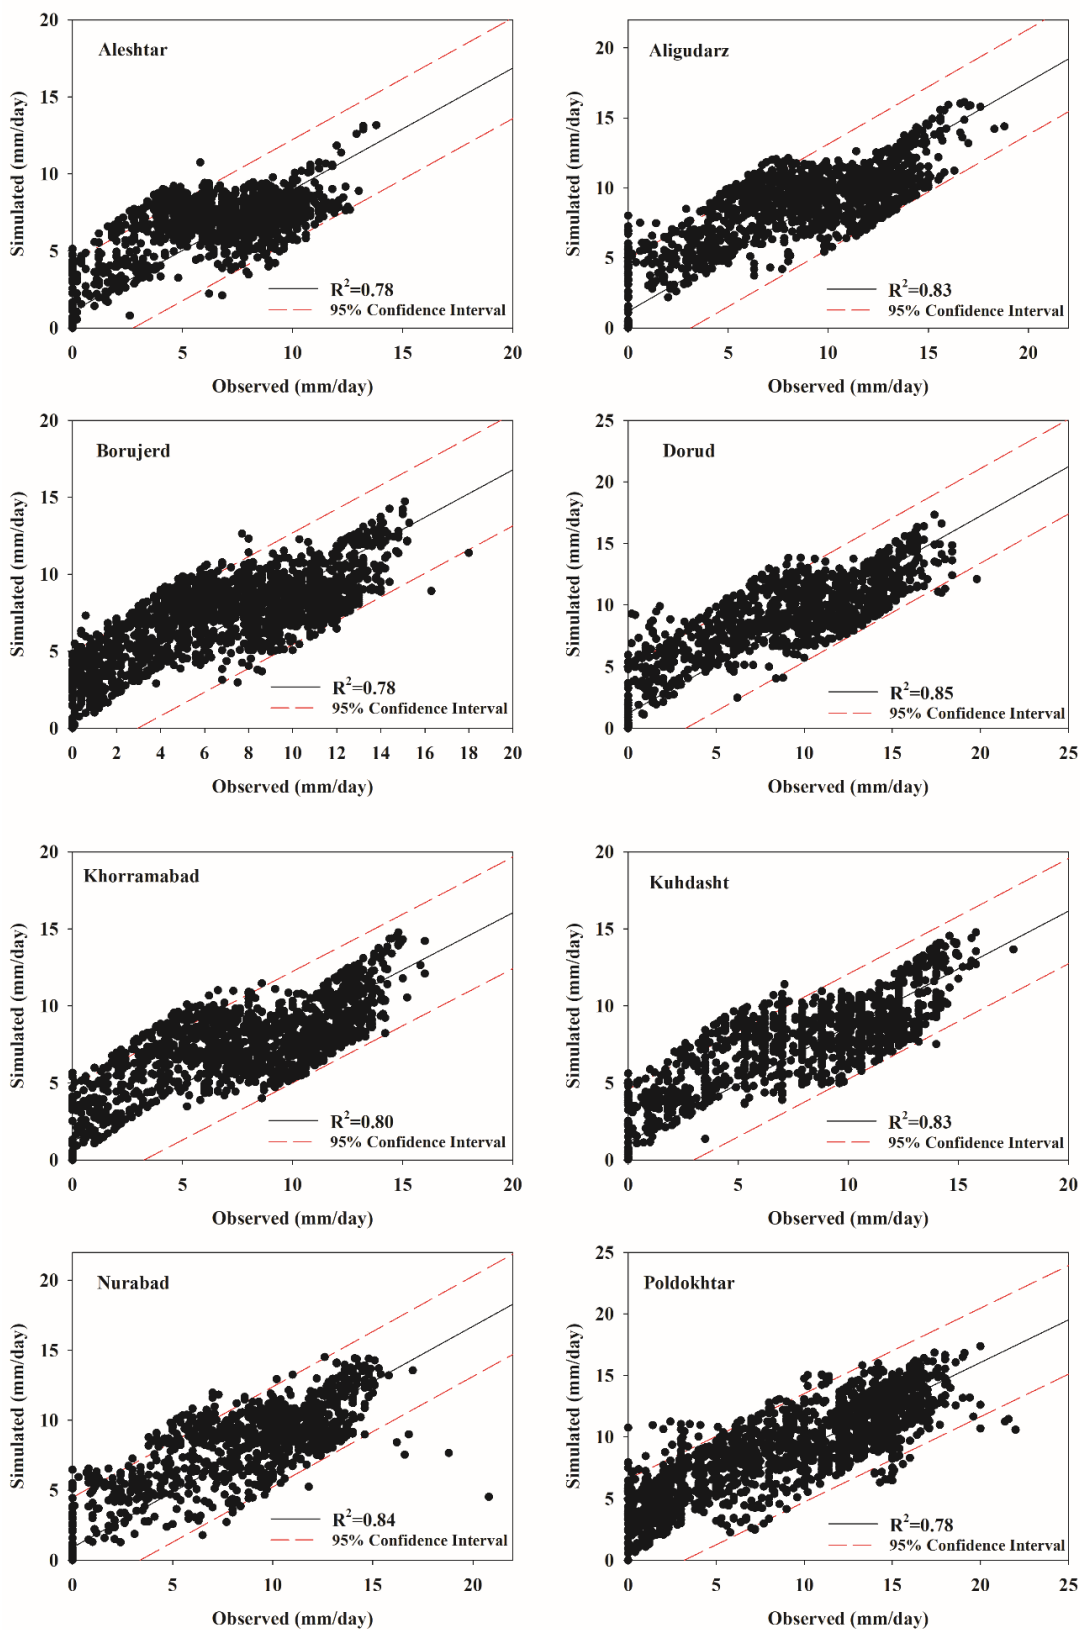 20
15
10
5
0
Simulated (mm/day)
Aleshtar
R²=0.78
95% Confidence Interval
0 5 10 15 20
Observed (mm/day)
20
15
10
5
0
Simulated (mm/day)
Aligudarz
R²=0.83
95% Confidence Interval
0 5 10 15 20
Observed (mm/day)
20
15
10
5
0
Simulated (mm/day)
Borujerd
R²=0.78
95% Confidence Interval
0 2 4 6 8 10 12 14 16 18 20
Observed (mm/day)
25
20
15
10
5
0
Simulated (mm/day)
Dorud
R²=0.85
95% Confidence Interval
0 5 10 15 20 25
Observed (mm/day)
20
15
10
5
0
Simulated (mm/day)
Khorramabad
R²=0.80
95% Confidence Interval
0 5 10 15 20
Observed (mm/day)
20
15
10
5
0
Simulated (mm/day)
Kuhdasht
R²=0.83
95% Confidence Interval
0 5 10 15 20 25
Observed (mm/day)
20
15
10
5
0
Simulated (mm/day)
Nurabad
R²=0.84
95% Confidence Interval
0 5 10 15 20
Observed (mm/day)
25
20
15
10
5
0
Simulated (mm/day)
Poldokhtar
R²=0.78
95% Confidence Interval
0 5 10 15 20 25
Observed (mm/day)